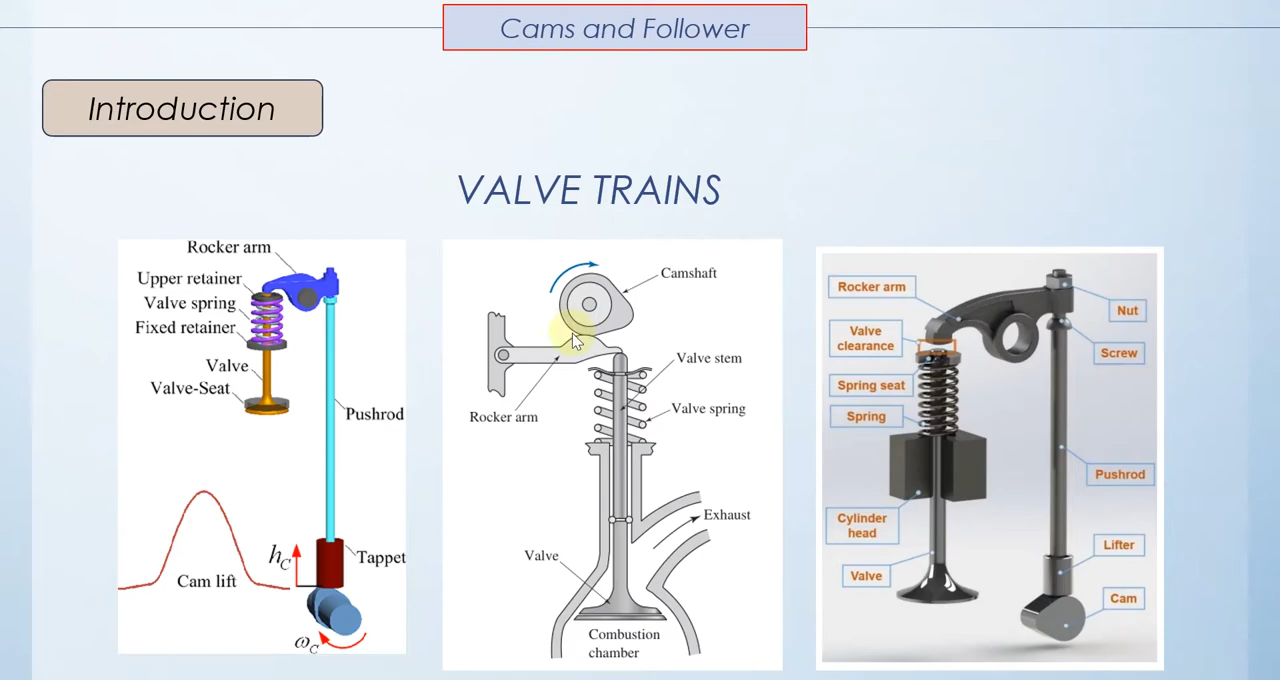 Cams and Follower
Introduction
VALVE TRAINS
Rocker arm
Upper retainer
Valve spring
Fixed retainer
Valve
Valve-Seat
Pushrod
h_C
Tappet
Cam lift
ω_C
Camshaft
Valve stem
Rocker arm
Valve spring
Exhaust
Valve
Combustion
chamber
Rocker arm
Nut
Valve
clearance
Screw
Spring seat
Spring
Pushrod
Cylinder
head
Lifter
Valve
Cam